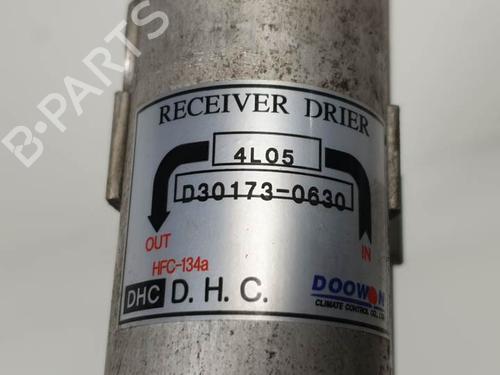 B-PARTS
RECEIVER DRIER
4L05
D30173-0630
OUT
IN
HFC-134a
DHC D. H. C.
DOOWON
CLIMATE CONTROL CO., LTD